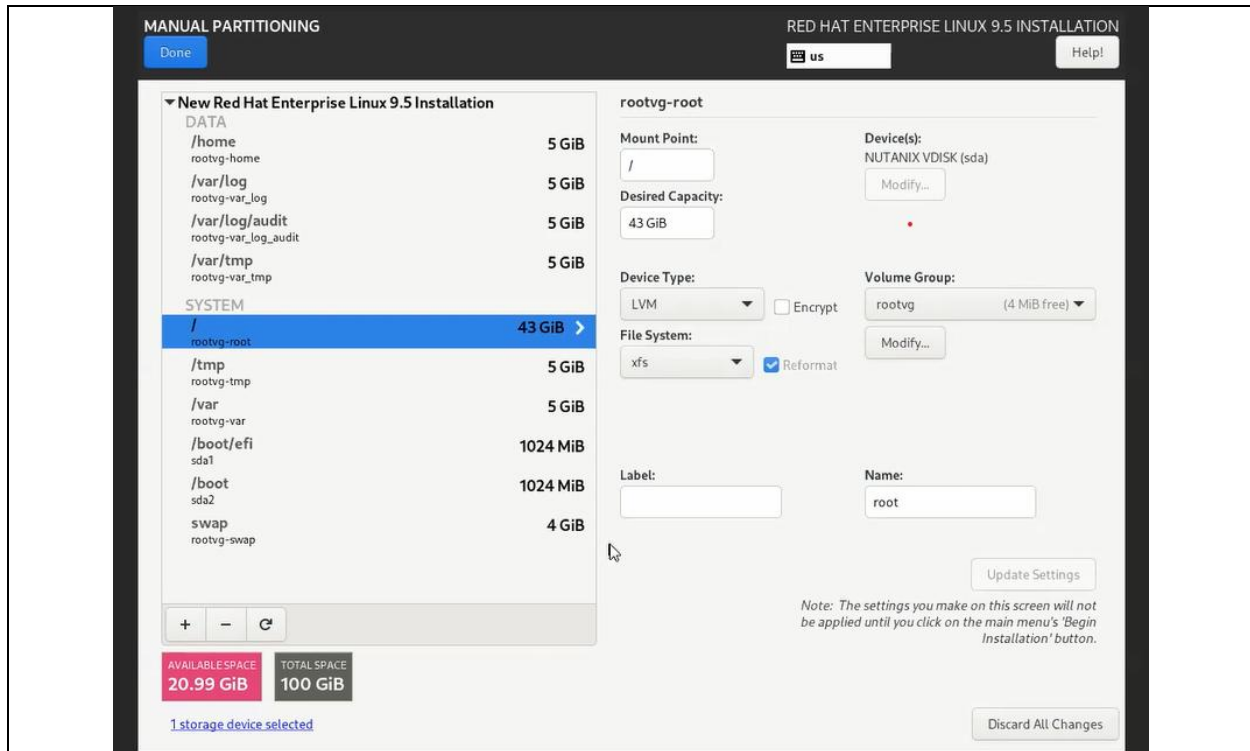 MANUAL PARTITIONING
RED HAT ENTERPRISE LINUX 9.5 INSTALLATION
Done
us
Help!
New Red Hat Enterprise Linux 9.5 Installation
DATA
/home 5 GiB
rootvg-home
/var/log 5 GiB
rootvg-var_log
/var/log/audit 5 GiB
rootvg-var_log_audit
/var/tmp 5 GiB
rootvg-var_tmp
SYSTEM
/ 43 GiB
rootvg-root
/tmp 5 GiB
rootvg-tmp
/var 5 GiB
rootvg-var
/boot/efi 1024 MiB
sda1
/boot 1024 MiB
sda2
swap 4 GiB
rootvg-swap
+ −
AVAILABLE SPACE
20.99 GiB
TOTAL SPACE
100 GiB
1 storage device selected
rootvg-root
Mount Point:
/
Device(s):
NUTANIX VDISK (sda)
Modify...
Desired Capacity:
43 GiB
Device Type:
LVM
Encrypt
Volume Group:
rootvg (4 MiB free)
File System:
xfs
Reformat
Modify...
Label:
Name:
root
Update Settings
Note: The settings you make on this screen will not
be applied until you click on the main menu's 'Begin
Installation' button.
Discard All Changes